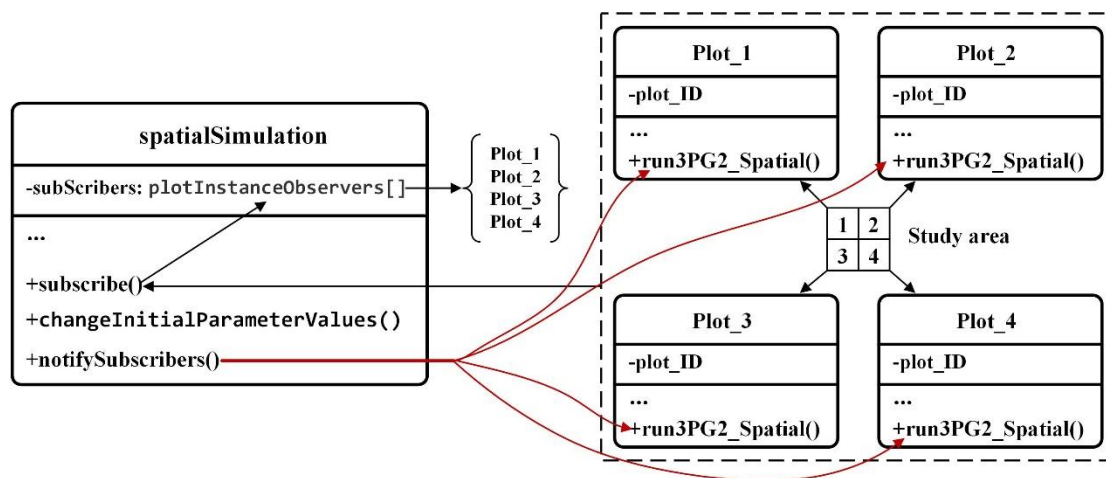 spatialSimulation
-subScribers: plotInstanceObservers[]
...
+subscribe()
+changeInitialParameterValues()
+notifySubscribers()
Plot_1
Plot_2
Plot_3
Plot_4
Plot_1
-plot_ID
...
+run3PG2_Spatial()
Plot_2
-plot_ID
...
+run3PG2_Spatial()
1 2
3 4
Study area
Plot_3
-plot_ID
...
+run3PG2_Spatial()
Plot_4
-plot_ID
...
+run3PG2_Spatial()